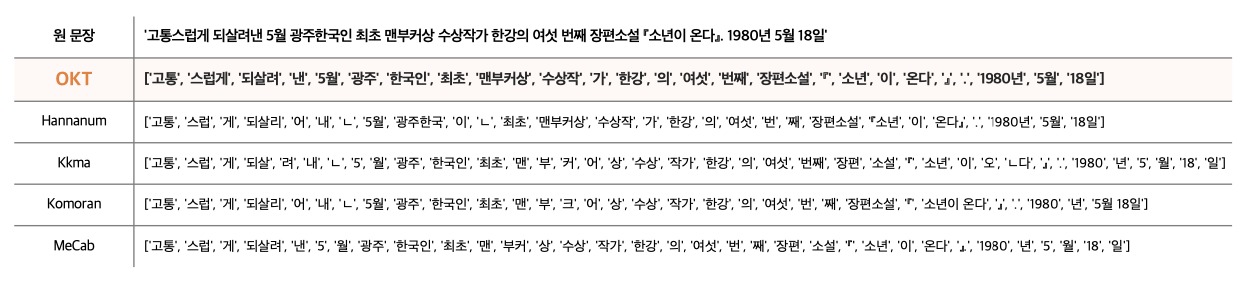 원 문장 '고통스럽게 되살려낸 5월 광주한국인 최초 맨부커상 수상작가 한강의 여섯 번째 장편소설 『소년이 온다』. 1980년 5월 18일'
OKT ['고통', '스럽게', '되살려', '낸', '5월', '광주', '한국인', '최초', '맨부커상', '수상작', '가', '한강', '의', '여섯', '번째', '장편소설', '『', '소년', '이', '온다', '』', '.', '1980년', '5월', '18일']
Hannanum ['고통', '스럽', '게', '되살리', '어', '내', 'ㄴ', '5월', '광주한국', '이', 'ㄴ', '최초', '맨부커상', '수상작', '가', '한강', '의', '여섯', '번', '째', '장편소설', '『소년', '이', '온다』', '.', '1980년', '5월', '18일']
Kkma ['고통', '스럽', '게', '되살', '려', '내', 'ㄴ', '5', '월', '광주', '한국인', '최초', '맨', '부', '커', '어', '상', '수상', '작가', '한강', '의', '여섯', '번째', '장편', '소설', '『', '소년', '이', '오', 'ㄴ다', '』', '.', '1980', '년', '5', '월', '18', '일']
Komoran ['고통', '스럽', '게', '되살리', '어', '내', 'ㄴ', '5월', '광주', '한국인', '최초', '맨', '부', '크', '어', '상', '수상', '작가', '한강', '의', '여섯', '번', '째', '장편소설', '『', '소년이 온다', '』', '.', '1980', '년', '5월 18일']
MeCab ['고통', '스럽', '게', '되살려', '낸', '5', '월', '광주', '한국인', '최초', '맨', '부커', '상', '수상', '작가', '한강', '의', '여섯', '번', '째', '장편', '소설', '『', '소년', '이', '온다', '』.', '1980', '년', '5', '월', '18', '일']